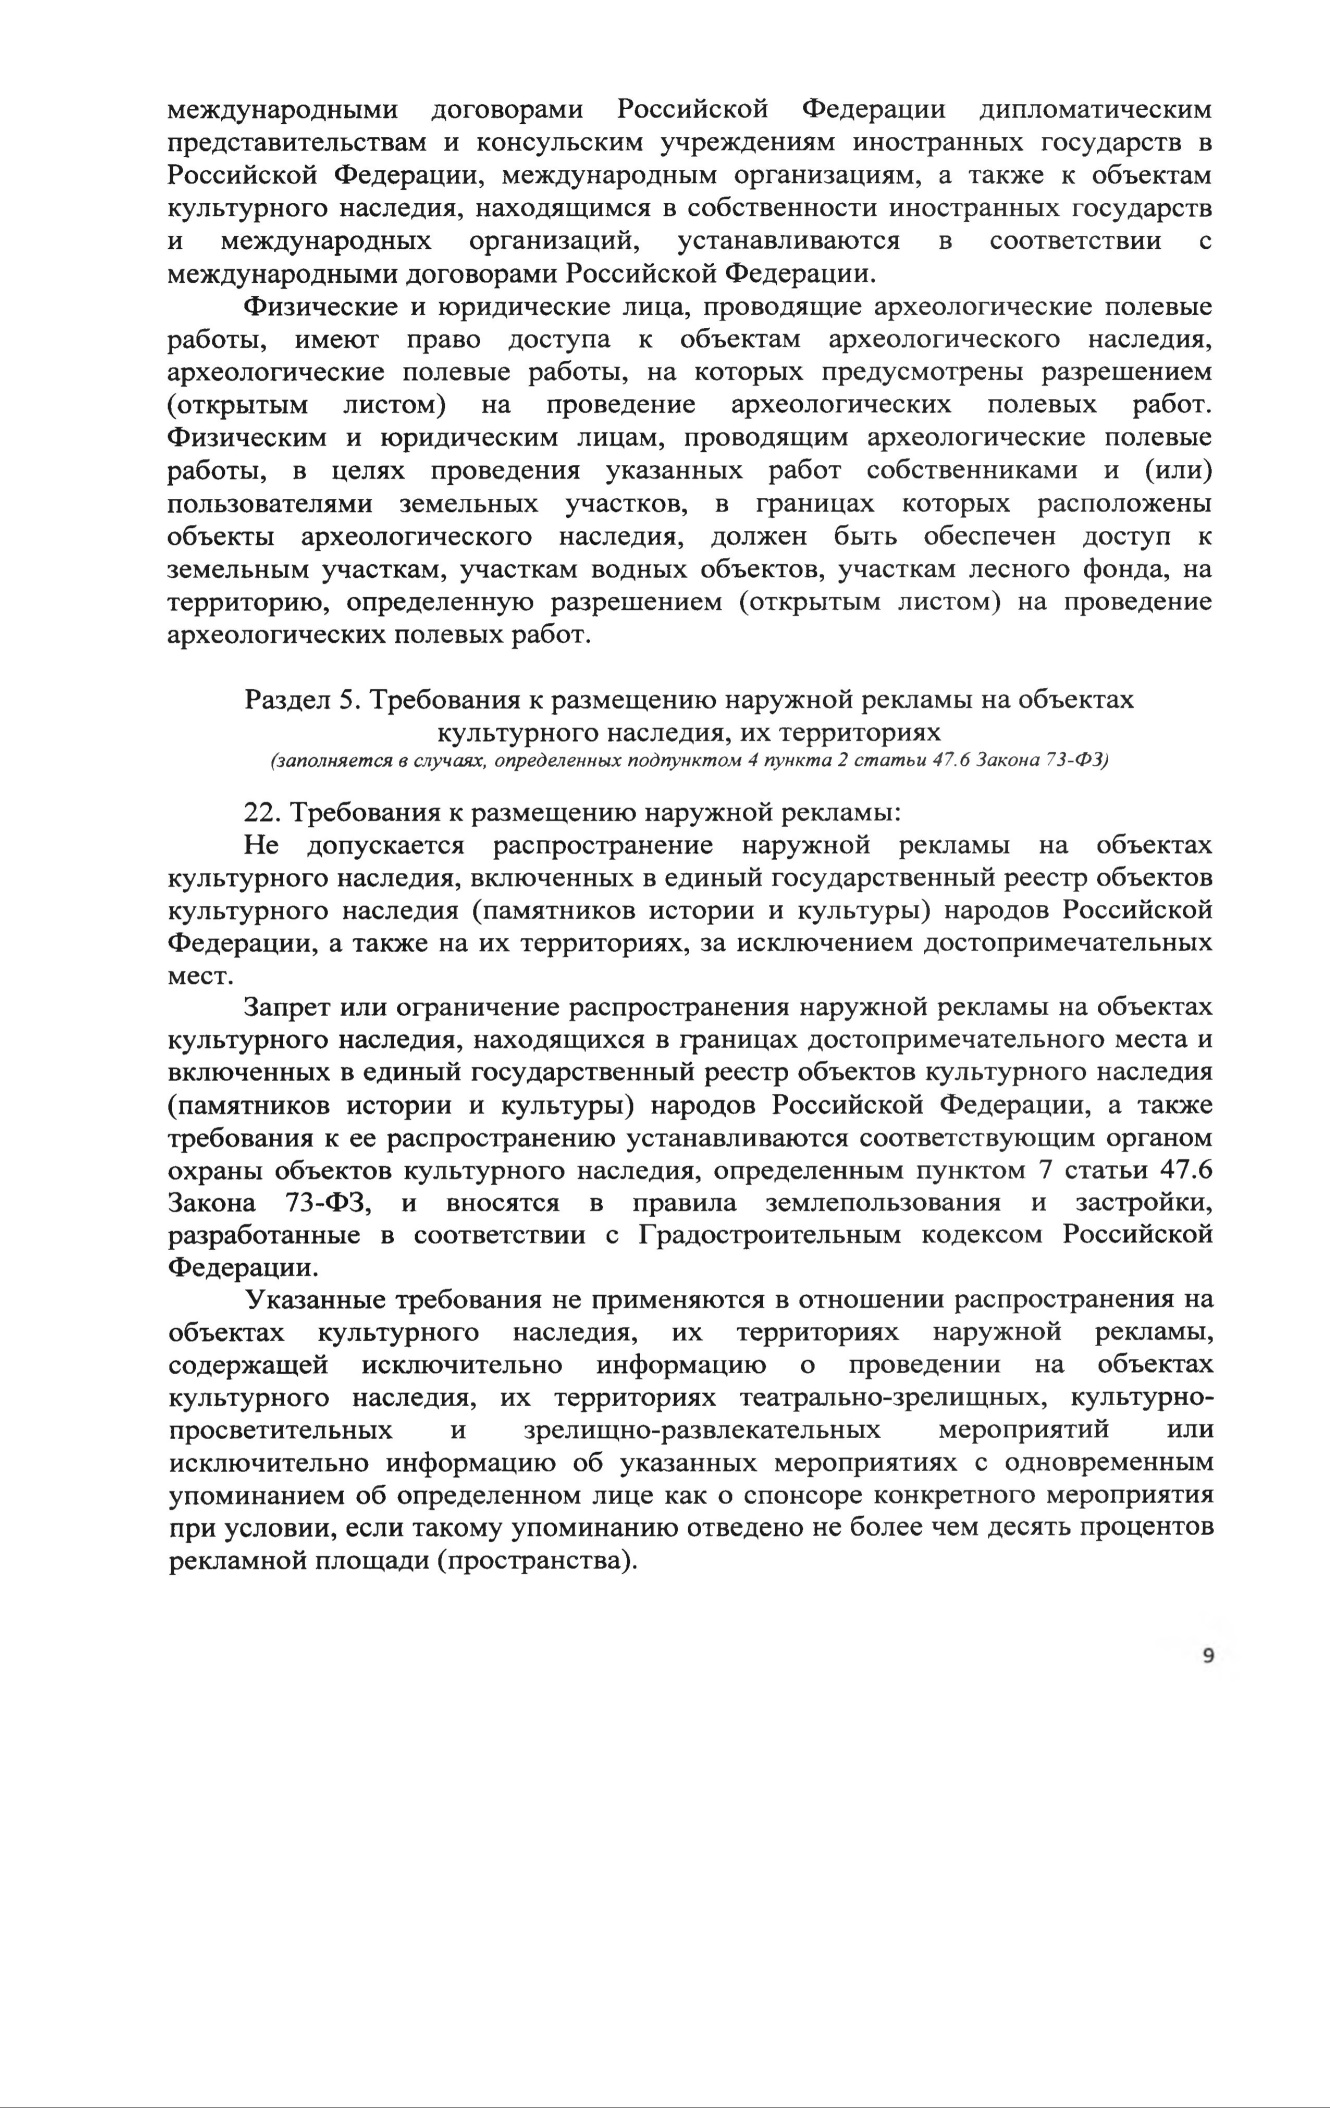 международными договорами Российской Федерации дипломатическим
представительствам и консульским учреждениям иностранных государств в
Российской Федерации, международным организациям, а также к объектам
культурного наследия, находящимся в собственности иностранных государств
и международных организаций, устанавливаются в соответствии с
международными договорами Российской Федерации.
Физические и юридические лица, проводящие археологические полевые
работы, имеют право доступа к объектам археологического наследия,
археологические полевые работы, на которых предусмотрены разрешением
(открытым листом) на проведение археологических полевых работ.
Физическим и юридическим лицам, проводящим археологические полевые
работы, в целях проведения указанных работ собственниками и (или)
пользователями земельных участков, в границах которых расположены
объекты археологического наследия, должен быть обеспечен доступ к
земельным участкам, участкам водных объектов, участкам лесного фонда, на
территорию, определенную разрешением (открытым листом) на проведение
археологических полевых работ.
Раздел 5. Требования к размещению наружной рекламы на объектах
культурного наследия, их территориях
(заполняется в случаях, определенных подпунктом 4 пункта 2 статьи 47.6 Закона 73-ФЗ)
22. Требования к размещению наружной рекламы:
Не допускается распространение наружной рекламы на объектах
культурного наследия, включенных в единый государственный реестр объектов
культурного наследия (памятников истории и культуры) народов Российской
Федерации, а также на их территориях, за исключением достопримечательных
мест.
Запрет или ограничение распространения наружной рекламы на объектах
культурного наследия, находящихся в границах достопримечательного места и
включенных в единый государственный реестр объектов культурного наследия
(памятников истории и культуры) народов Российской Федерации, а также
требования к ее распространению устанавливаются соответствующим органом
охраны объектов культурного наследия, определенным пунктом 7 статьи 47.6
Закона 73-ФЗ, и вносятся в правила землепользования и застройки,
разработанные в соответствии с Градостроительным кодексом Российской
Федерации.
Указанные требования не применяются в отношении распространения на
объектах культурного наследия, их территориях наружной рекламы,
содержащей исключительно информацию о проведении на объектах
культурного наследия, их территориях театрально-зрелищных, культурно-
просветительных и зрелищно-развлекательных мероприятий или
исключительно информацию об указанных мероприятиях с одновременным
упоминанием об определенном лице как о спонсоре конкретного мероприятия
при условии, если такому упоминанию отведено не более чем десять процентов
рекламной площади (пространства).
9